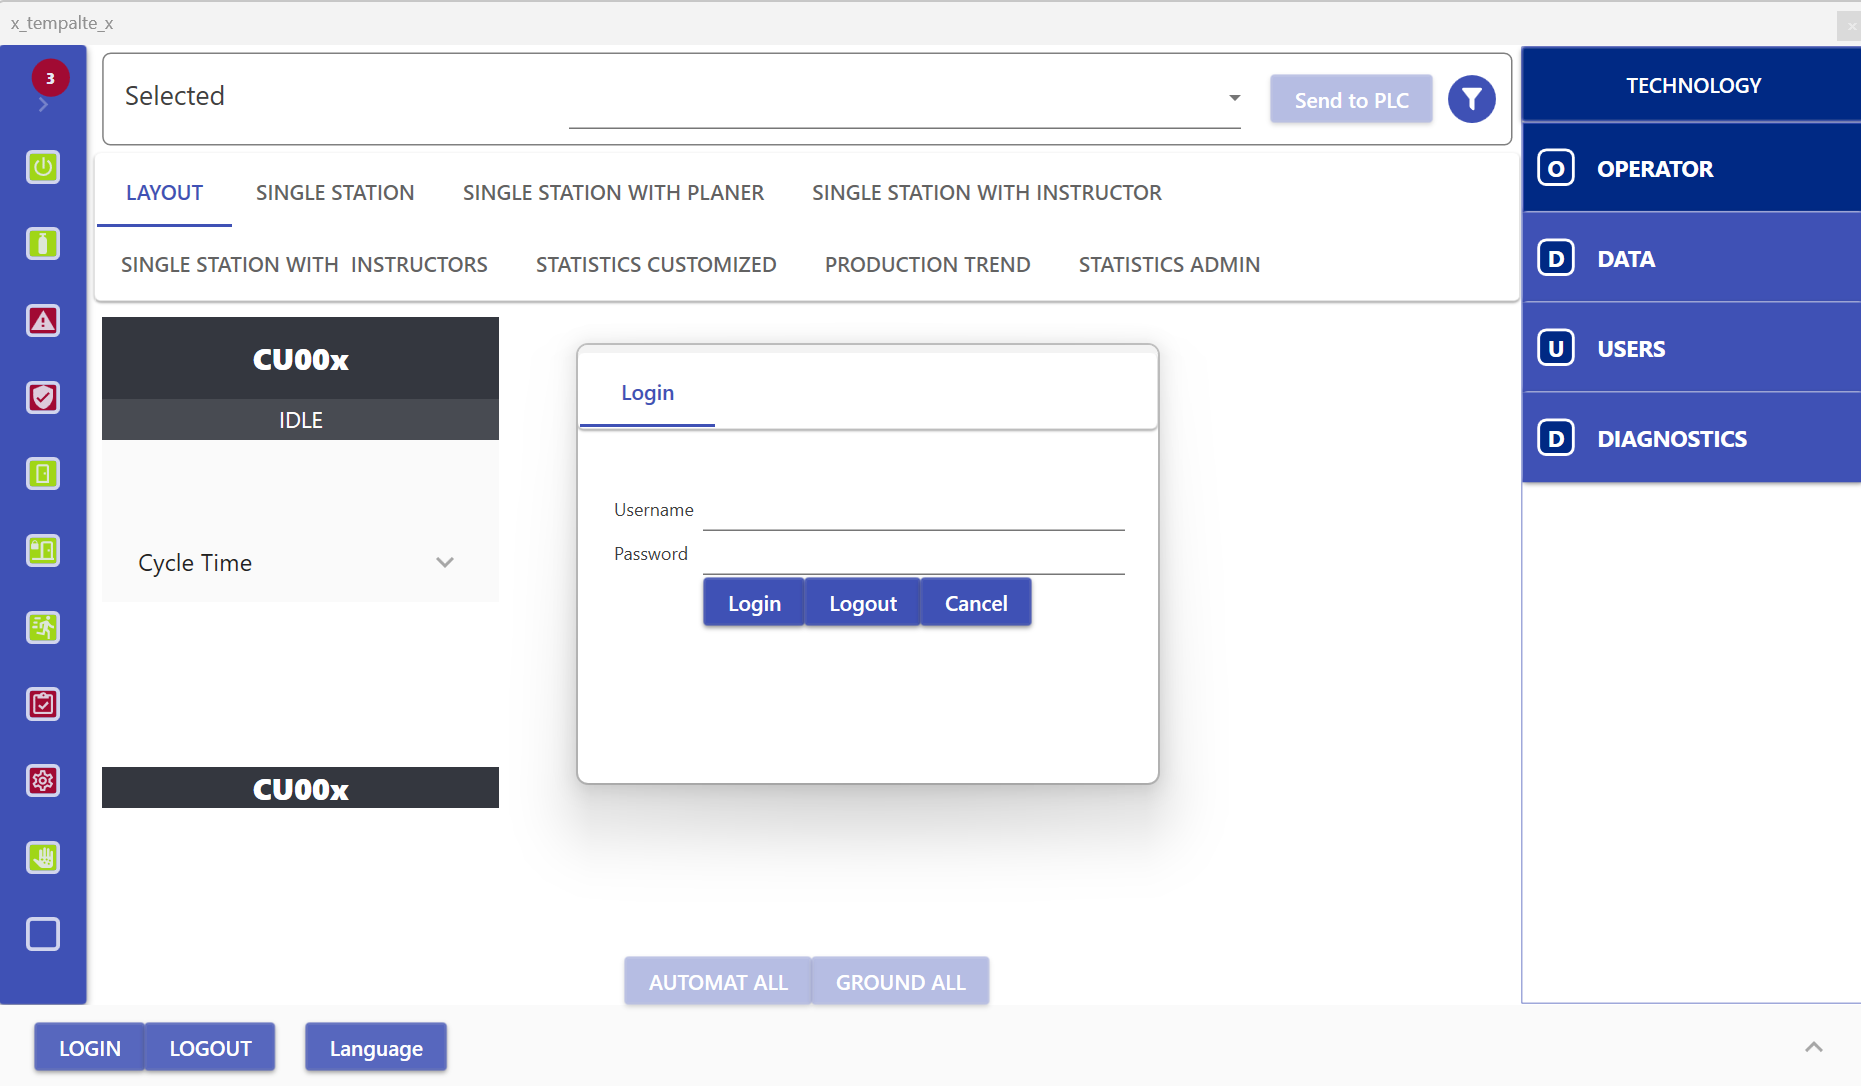 x_tempalte_x
3
Selected
Send to PLC
TECHNOLOGY
O OPERATOR
D DATA
U USERS
D DIAGNOSTICS
LAYOUT SINGLE STATION SINGLE STATION WITH PLANER SINGLE STATION WITH INSTRUCTOR
SINGLE STATION WITH  INSTRUCTORS STATISTICS CUSTOMIZED PRODUCTION TREND STATISTICS ADMIN
CU00x
IDLE
Cycle Time
CU00x
Login
Username
Password
Login Logout Cancel
AUTOMAT ALL GROUND ALL
LOGIN LOGOUT Language